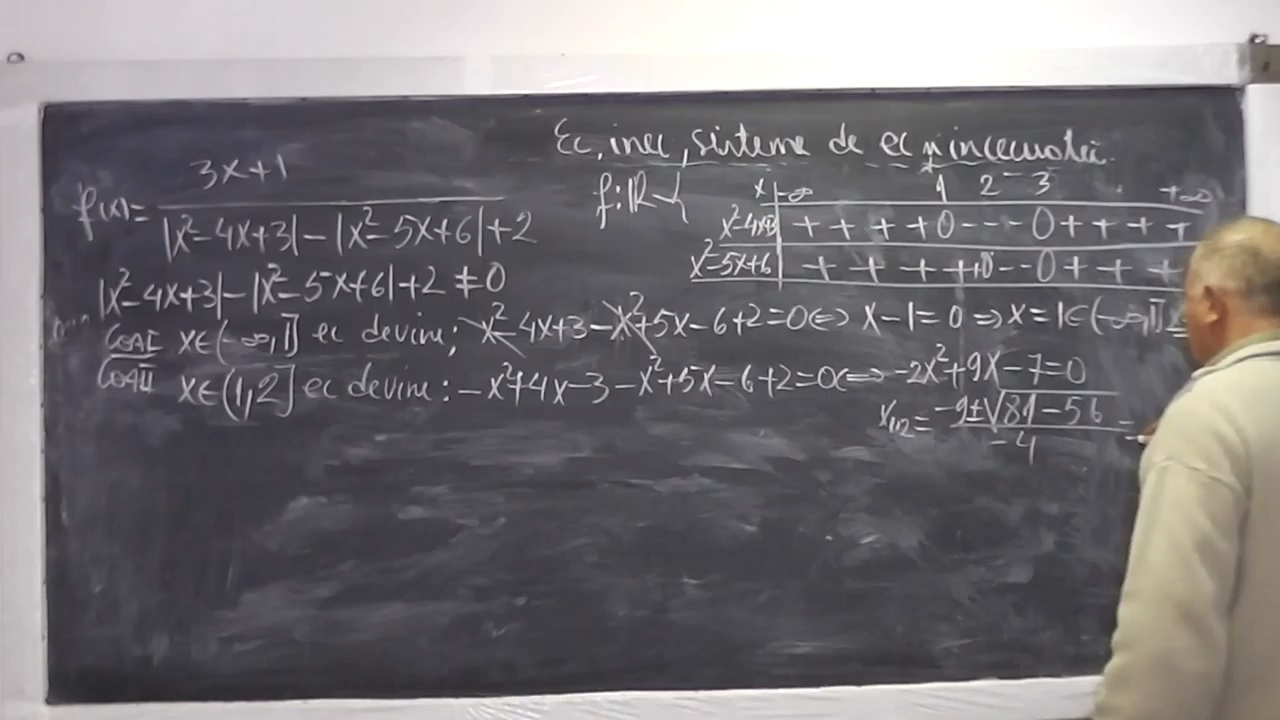 Ec, inec, sisteme de ec și inecuații.
f(x)= 3x+1 / |x²-4x+3|-|x²-5x+6|+2
f:ℝ-{
x | -∞ 1 2 3 +∞
x²-4x+3 | + + + + 0 - - - 0 + + + +
x²-5x+6 | + + + + 0 - - 0 + + +
|x²-4x+3|-|x²-5x+6|+2≠0
Caz I x∈(-∞,1] ec devine; x²-4x+3-x²+5x-6+2=0⇔ x-1=0 ⇒x=1∈(-∞,1]
Caz II x∈(1,2] ec devine: -x²+4x-3-x²+5x-6+2=0⇔ -2x²+9x-7=0
x₁,₂= -9±√81-56 / -4 =